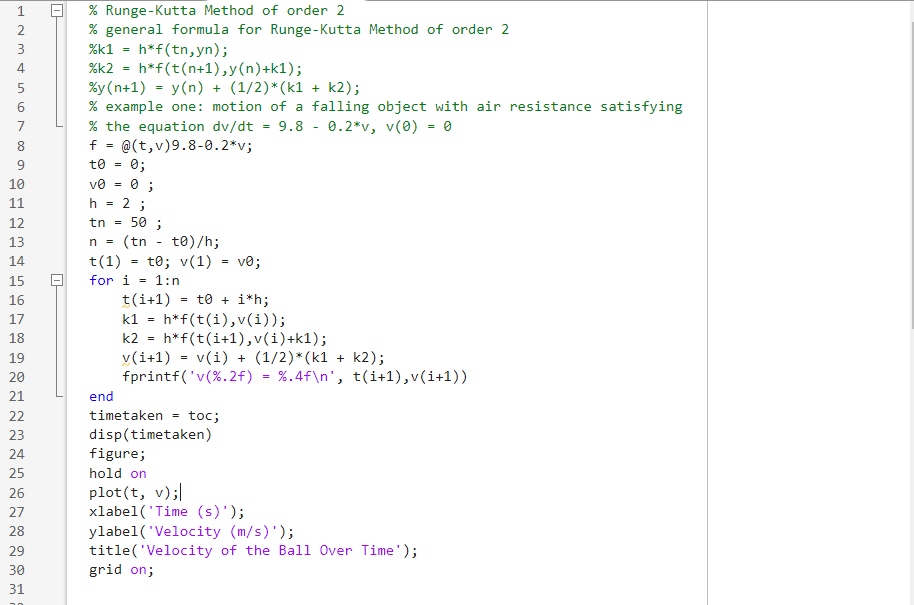 1 % Runge-Kutta Method of order 2
2 % general formula for Runge-Kutta Method of order 2
3 %k1 = h*f(tn,yn);
4 %k2 = h*f(t(n+1),y(n)+k1);
5 %y(n+1) = y(n) + (1/2)*(k1 + k2);
6 % example one: motion of a falling object with air resistance satisfying
7 % the equation dv/dt = 9.8 - 0.2*v, v(0) = 0
8 f = @(t,v)9.8-0.2*v;
9 t0 = 0;
10 v0 = 0 ;
11 h = 2 ;
12 tn = 50 ;
13 n = (tn - t0)/h;
14 t(1) = t0; v(1) = v0;
15 for i = 1:n
16     t(i+1) = t0 + i*h;
17     k1 = h*f(t(i),v(i));
18     k2 = h*f(t(i+1),v(i)+k1);
19     v(i+1) = v(i) + (1/2)*(k1 + k2);
20     fprintf('v(%.2f) = %.4f\n', t(i+1),v(i+1))
21 end
22 timetaken = toc;
23 disp(timetaken)
24 figure;
25 hold on
26 plot(t, v);
27 xlabel('Time (s)');
28 ylabel('Velocity (m/s)');
29 title('Velocity of the Ball Over Time');
30 grid on;
31